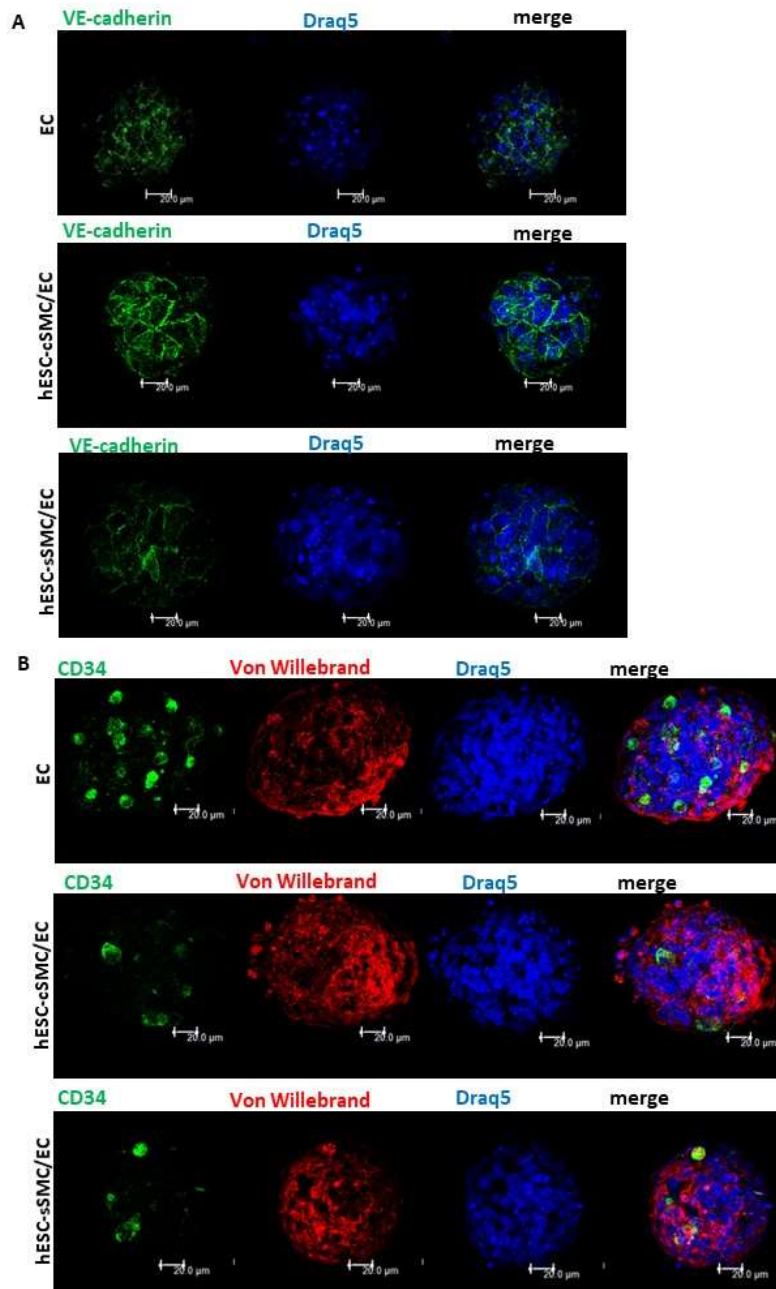 A
VE-cadherin Draq5 merge
EC
20.0 µm 20.0 µm 20.0 µm
VE-cadherin Draq5 merge
hESC-cSMC/EC
20.0 µm 20.0 µm 20.0 µm
VE-cadherin Draq5 merge
hESC-sSMC/EC
20.0 µm 20.0 µm 20.0 µm
B
CD34 Von Willebrand Draq5 merge
EC
20.0 µm 20.0 µm 20.0 µm 20.0 µm
CD34 Von Willebrand Draq5 merge
hESC-cSMC/EC
20.0 µm 20.0 µm 20.0 µm 20.0 µm
CD34 Von Willebrand Draq5 merge
hESC-sSMC/EC
20.0 µm 20.0 µm 20.0 µm 20.0 µm